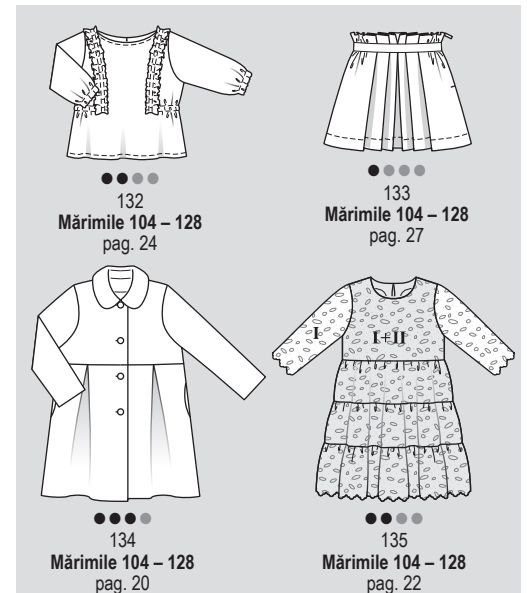 132
Mărimile 104 – 128
pag. 24
133
Mărimile 104 – 128
pag. 27
I
I+II
134
Mărimile 104 – 128
pag. 20
135
Mărimile 104 – 128
pag. 22